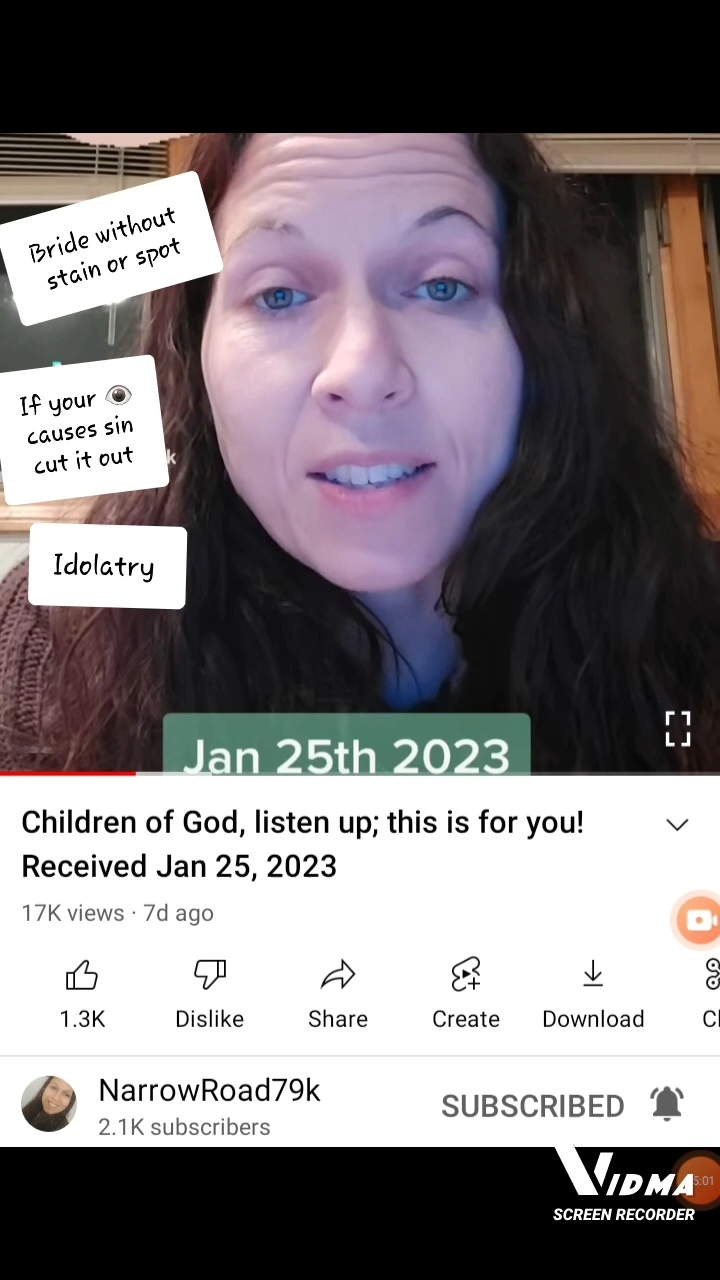 Bride without
stain or spot
If your 👁
causes sin
cut it out
k
Idolatry
Jan 25th 2023
Children of God, listen up; this is for you!
Received Jan 25, 2023
17K views · 7d ago
1.3K
Dislike
Share
Create
Download
NarrowRoad79k
2.1K subscribers
SUBSCRIBED
VIDMA
SCREEN RECORDER
5:01